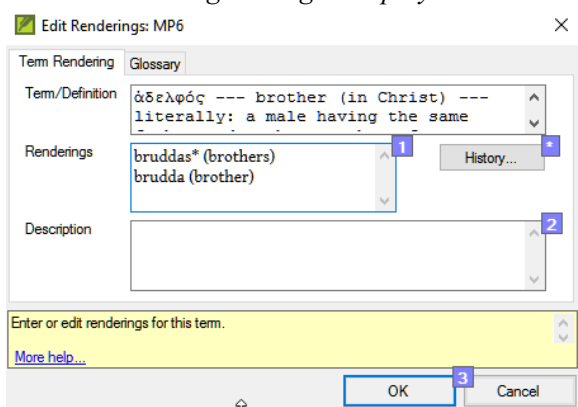 Edit Renderings: MP6
Term Rendering Glossary
Term/Definition
ἀδελφός --- brother (in Christ) ---
literally: a male having the same
Renderings
bruddas* (brothers)
brudda (brother)
1
History...
*
Description
2
Enter or edit renderings for this term.
More help...
OK
3
Cancel